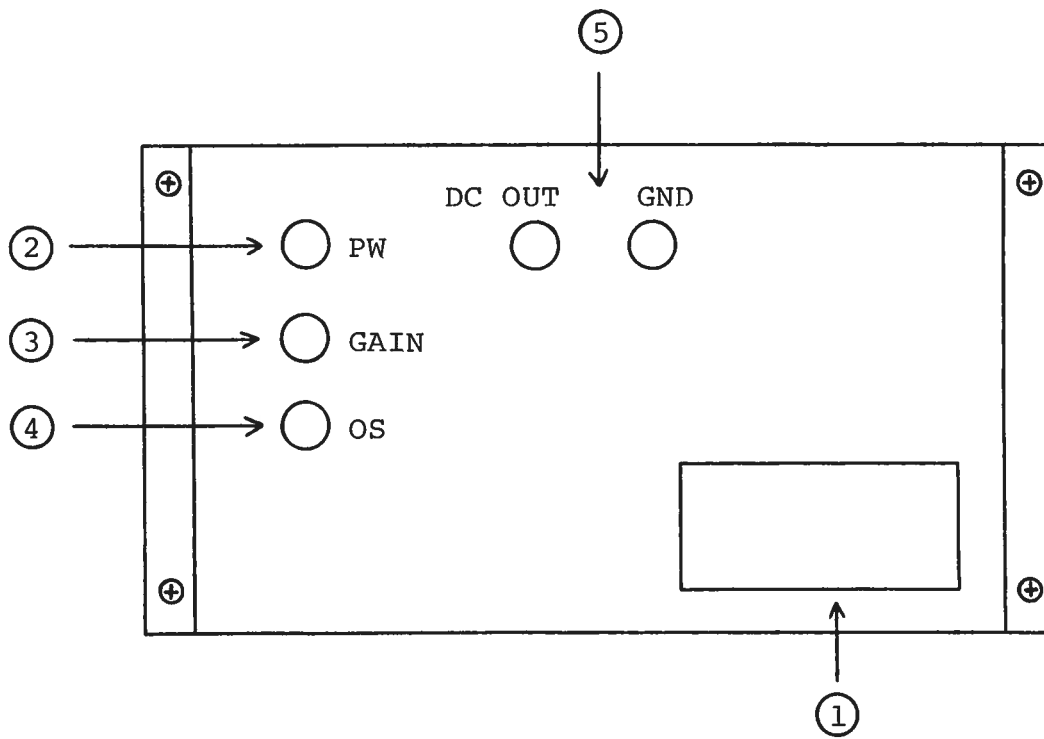 ⑤
DC OUT GND
② PW
③ GAIN
④ OS
①